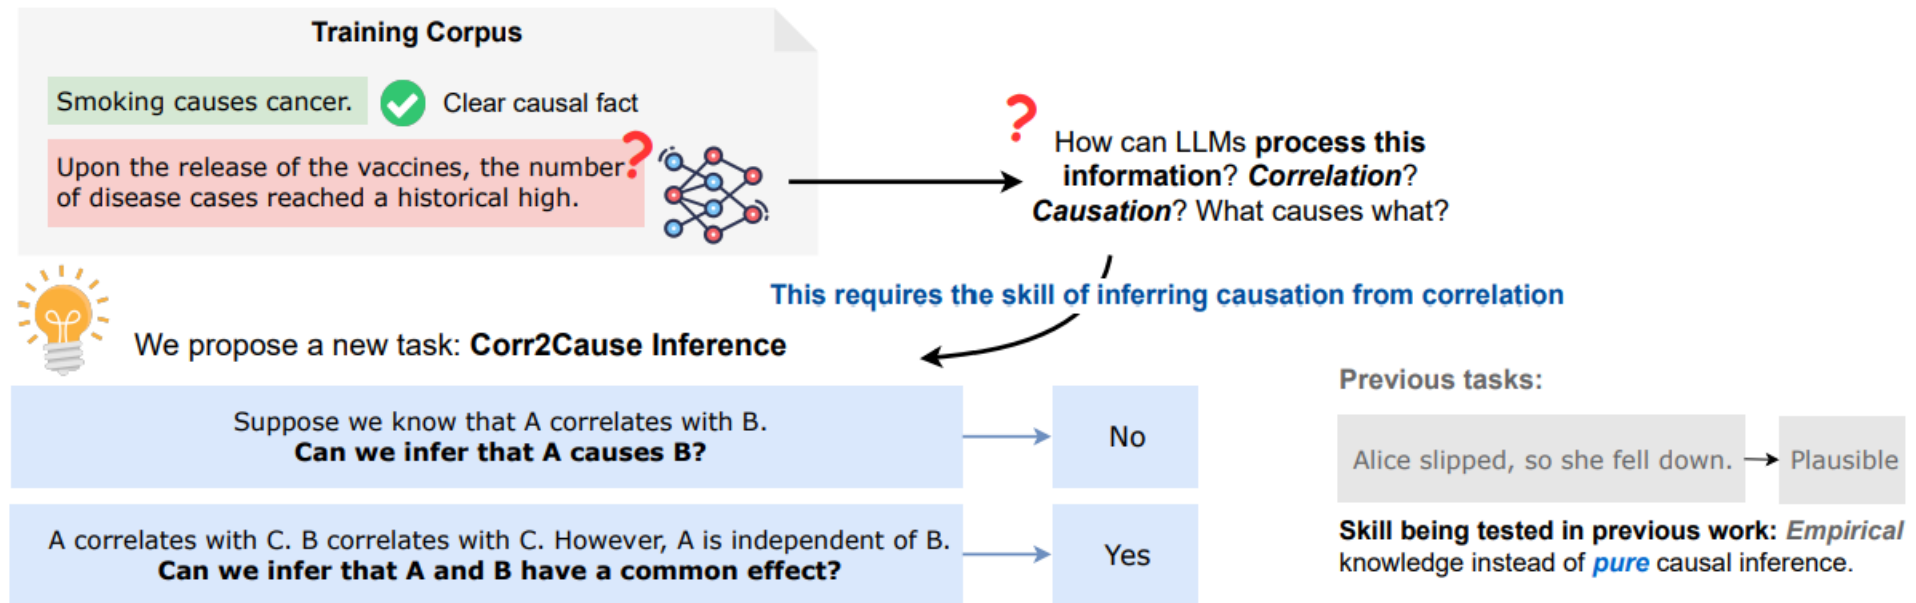 Training Corpus
Smoking causes cancer.
Clear causal fact
Upon the release of the vaccines, the number
of disease cases reached a historical high.
?
?
How can LLMs process this
information? Correlation?
Causation? What causes what?
This requires the skill of inferring causation from correlation
We propose a new task: Corr2Cause Inference
Suppose we know that A correlates with B.
Can we infer that A causes B?
No
A correlates with C. B correlates with C. However, A is independent of B.
Can we infer that A and B have a common effect?
Yes
Previous tasks:
Alice slipped, so she fell down.
Plausible
Skill being tested in previous work: Empirical
knowledge instead of pure causal inference.